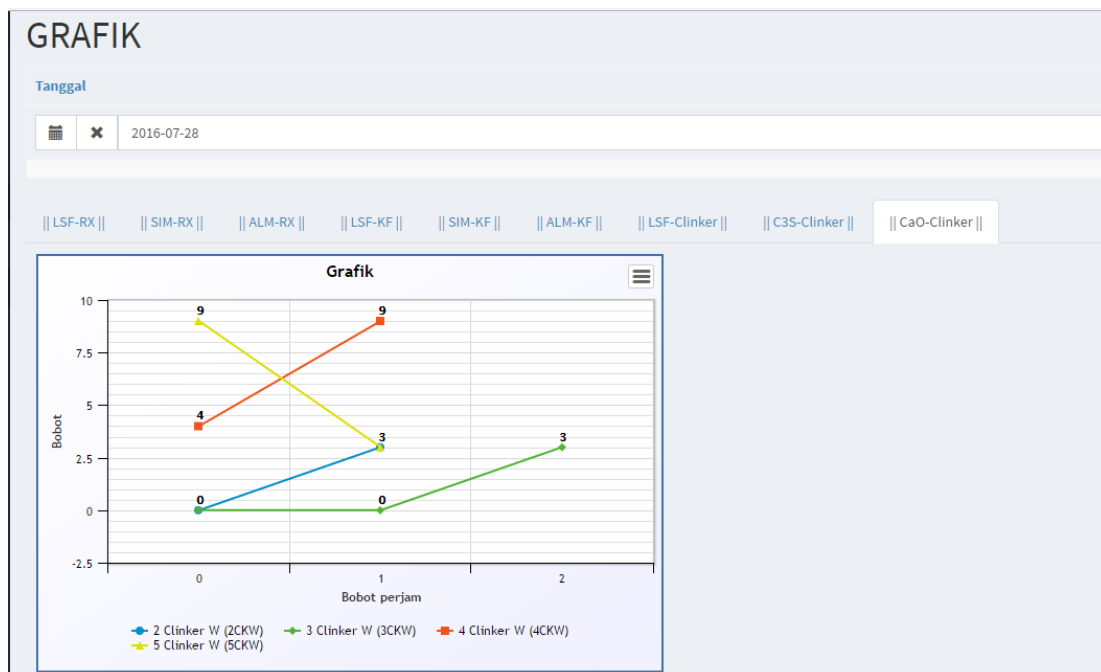 GRAFIK
Tanggal
2016-07-28
|| LSF-RX || || SIM-RX || || ALM-RX || || LSF-KF || || SIM-KF || || ALM-KF || || LSF-Clinker || || C3S-Clinker || || CaO-Clinker ||
Grafik
10
9 9
7.5
5
4
Bobot
3 3
2.5
0 0
0
-2.5
0 1 2
Bobot perjam
2 Clinker W (2CKW) 3 Clinker W (3CKW) 4 Clinker W (4CKW)
5 Clinker W (5CKW)